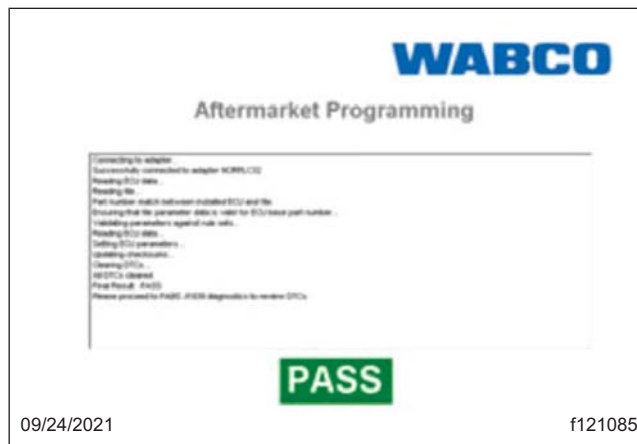 WABCO
Aftermarket Programming
Connecting to adapter...
Successfully connected to adapter
Reading ECU data...
Reading file...
Part number match between installed ECU and file
Ensuring that file parameter data is valid for ECU base part number...
Validating parameters against rule sets...
Reading ECU data...
Setting ECU parameters...
Updating checksums...
Clearing DTCs...
All DTCs cleared
Final Result: PASS
Please proceed to diagnostics to review DTCs
PASS
09/24/2021
f121085